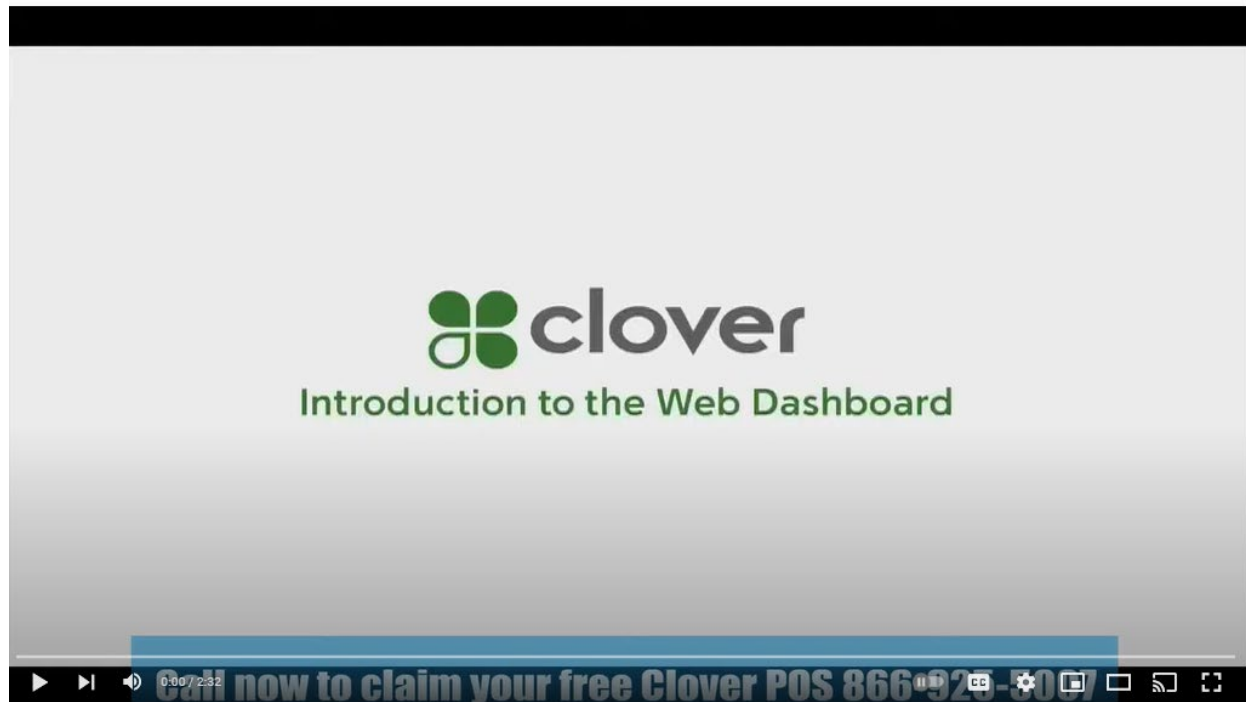 clover
Introduction to the Web Dashboard
0:00 / 2:32
Call now to claim your free Clover POS 866
CC